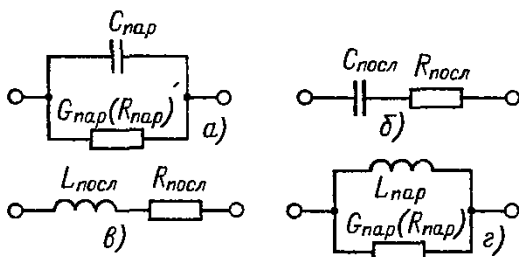 Cпар
Gпар(Rпар)
а)
Cпосл Rпосл
б)
Lпосл Rпосл
в)
Lпар
Gпар(Rпар)
г)